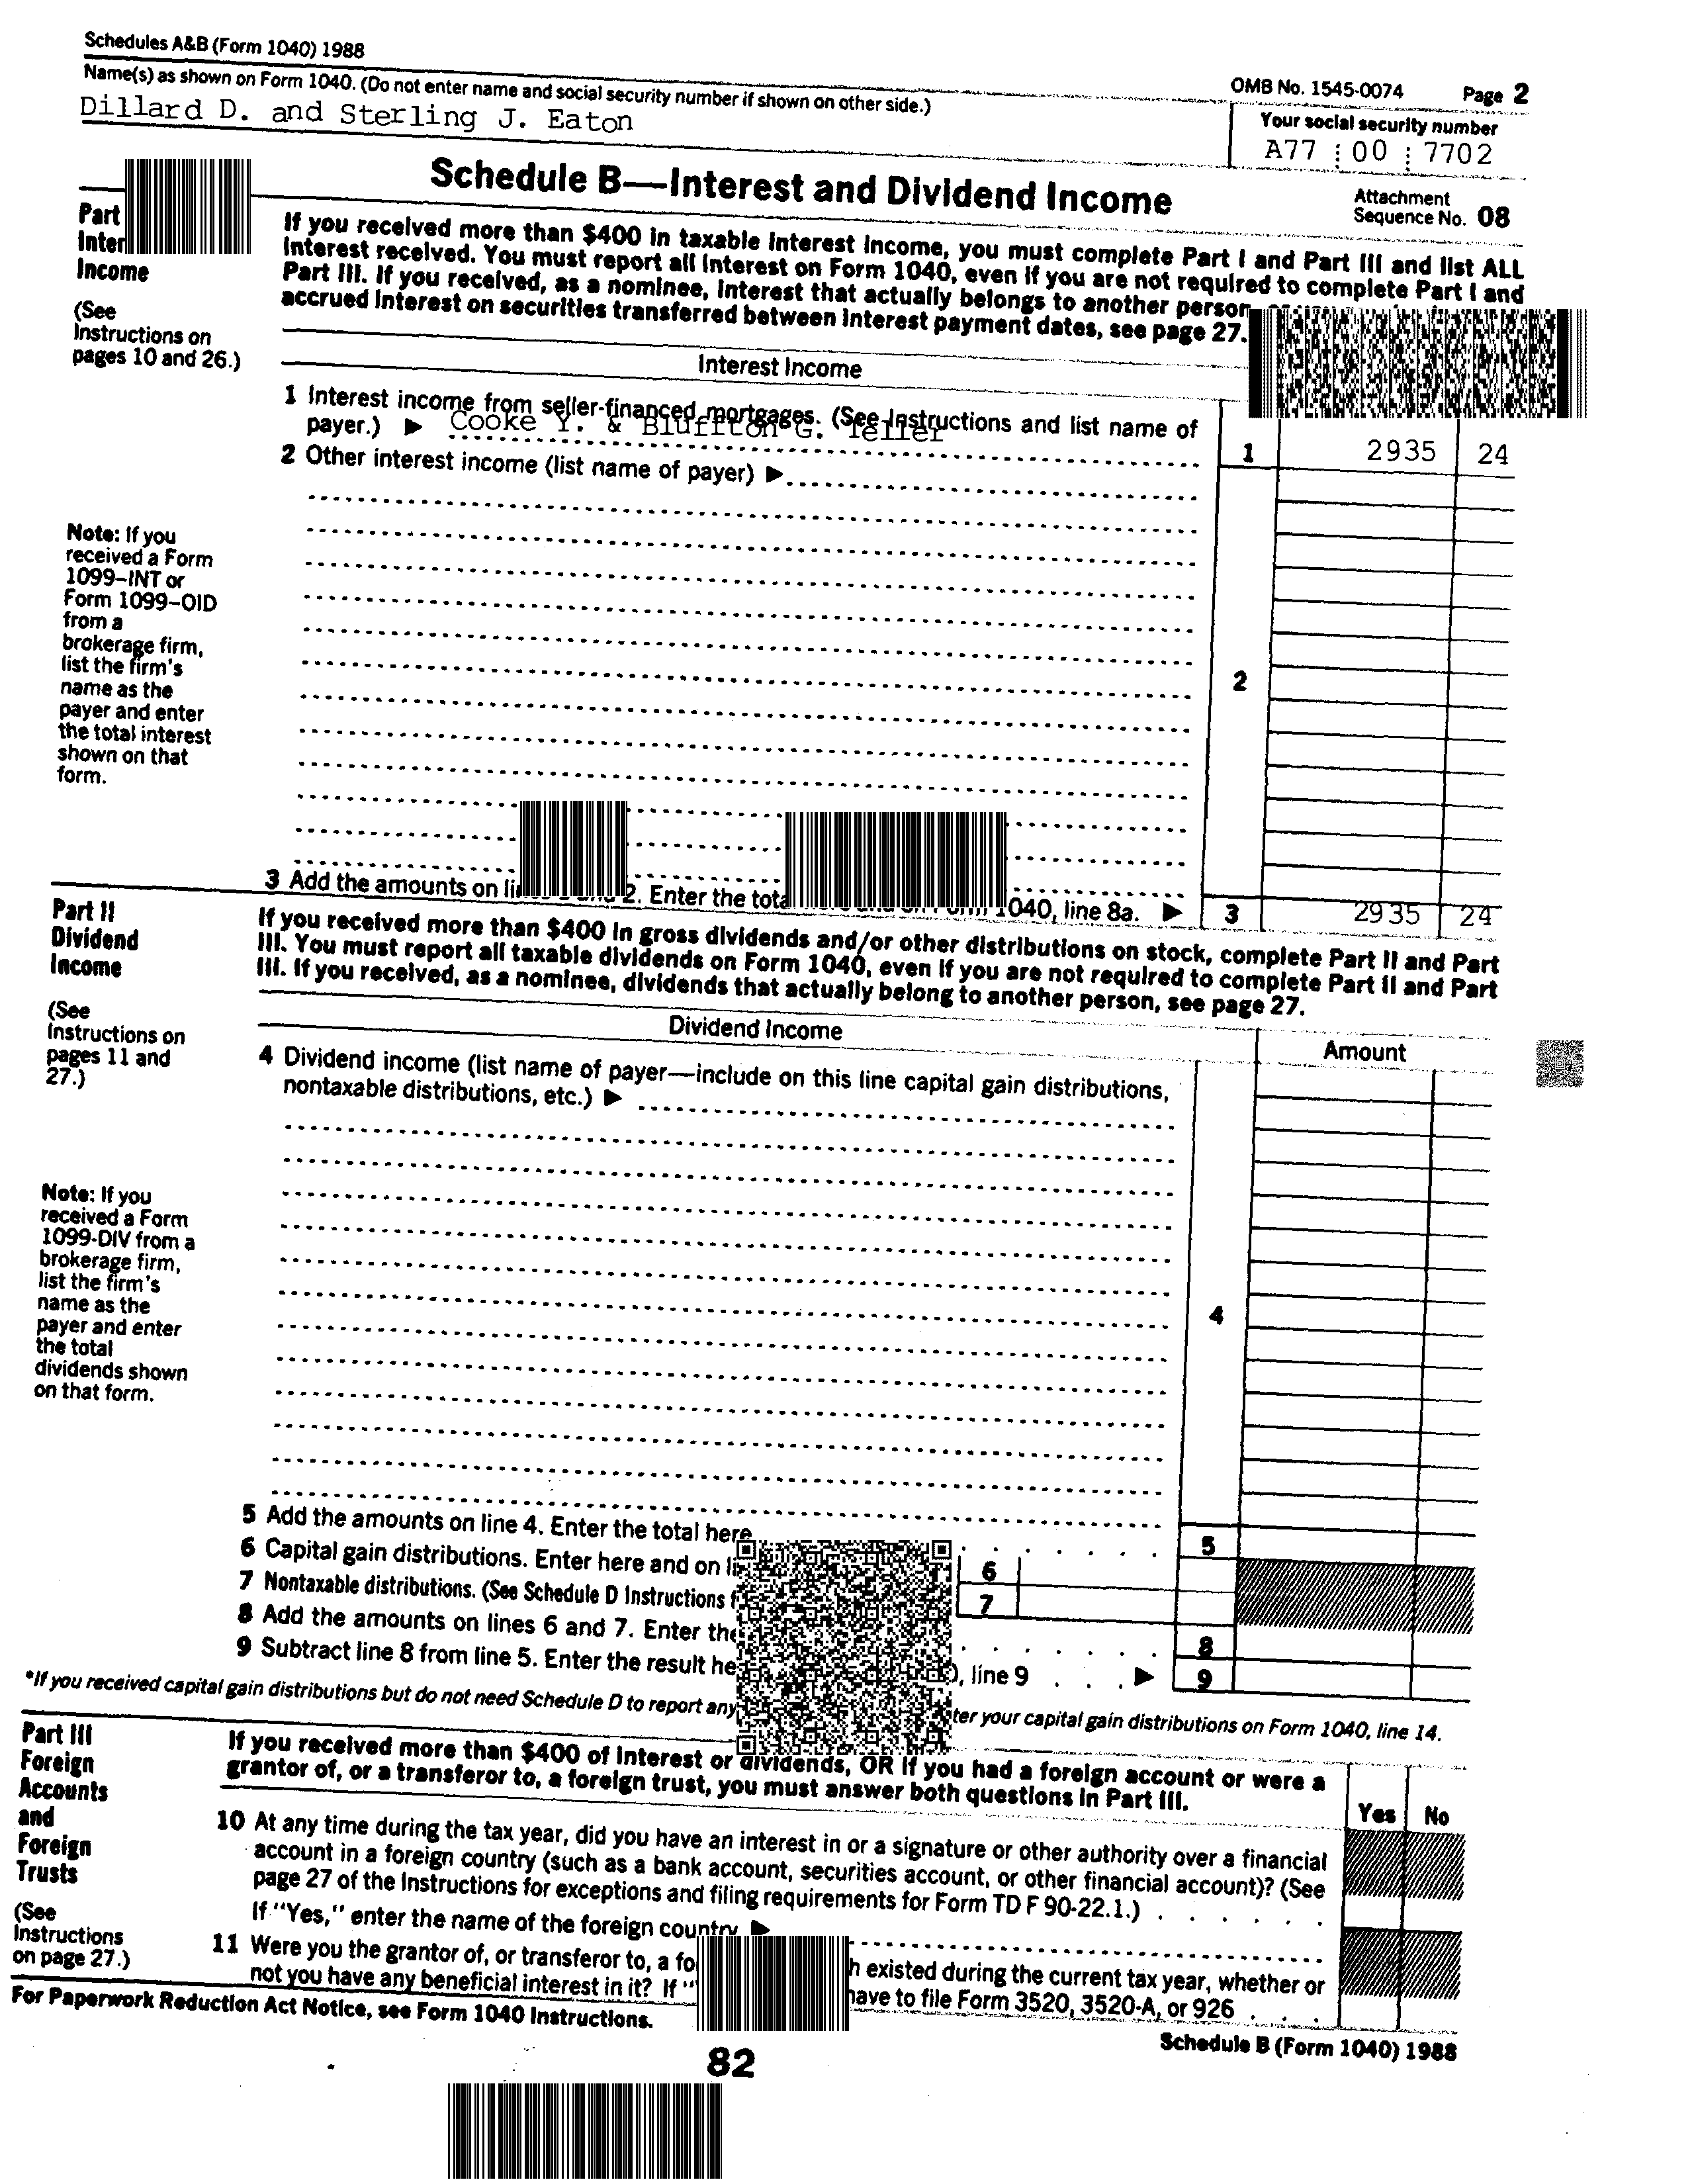 Schedules A&B (Form 1040) 1988
OMB No. 1545-0074 Page 2
Name(s) as shown on Form 1040. (Do not enter name and social security number if shown on other side.)
Your social security number
Dillard D. and Sterling J. Eaton
A77 00 7702
Schedule B—Interest and Dividend Income
Attachment
Sequence No. 08
Part
Income
(See
Instructions on
pages 10 and 26.)
If you received more than $400 in taxable interest income, you must complete Part I and Part III and list ALL
interest received. You must report all interest on Form 1040, even if you are not required to complete Part I and
Part III. If you received, as a nominee, interest that actually belongs to another person,
accrued interest on securities transferred between interest payment dates, see page 27.
Interest Income
1 Interest income from seller-financed mortgages. (See Instructions and list name of
payer.) ▶ Cooke Y. & Bluffton G. Teller
1 2935 24
2 Other interest income (list name of payer) ▶
Note: If you
received a Form
1099–INT or
Form 1099–OID
from a
brokerage firm,
list the firm's
name as the
payer and enter
the total interest
shown on that
form.
2
3 Add the amounts on 2. Enter the 1040, line 8a. ▶ 3 2935 24
Part II
Dividend
Income
(See
Instructions on
pages 11 and
27.)
If you received more than $400 in gross dividends and/or other distributions on stock, complete Part II and Part
III. You must report all taxable dividends on Form 1040, even if you are not required to complete Part II and Part
III. If you received, as a nominee, dividends that actually belong to another person, see page 27.
Dividend Income
Amount
4 Dividend income (list name of payer—include on this line capital gain distributions,
nontaxable distributions, etc.) ▶
Note: If you
received a Form
1099-DIV from a
brokerage firm,
list the firm's
name as the
payer and enter
the total
dividends shown
on that form.
4
5 Add the amounts on line 4. Enter the total here 5
6 Capital gain distributions. Enter here and on 6
7 Nontaxable distributions. (See Schedule D Instructions 7
8 Add the amounts on lines 6 and 7. Enter 8
9 Subtract line 8 from line 5. Enter the result line 9 ▶ 9
*If you received capital gain distributions but do not need Schedule D to report any your capital gain distributions on Form 1040, line 14.
Part III
Foreign
Accounts
and
Foreign
Trusts
(See
Instructions
on page 27.)
If you received more than $400 of interest or dividends, OR if you had a foreign account or were a
grantor of, or a transferor to, a foreign trust, you must answer both questions in Part III.
Yes No
10 At any time during the tax year, did you have an interest in or a signature or other authority over a financial
account in a foreign country (such as a bank account, securities account, or other financial account)? (See
page 27 of the Instructions for exceptions and filing requirements for Form TD F 90-22.1.)
If "Yes," enter the name of the foreign country ▶
11 Were you the grantor of, or transferor to, a existed during the current tax year, whether or
not you have any beneficial interest in it? If have to file Form 3520, 3520-A, or 926
For Paperwork Reduction Act Notice, see Form 1040 Instructions.
Schedule B (Form 1040) 1988
82